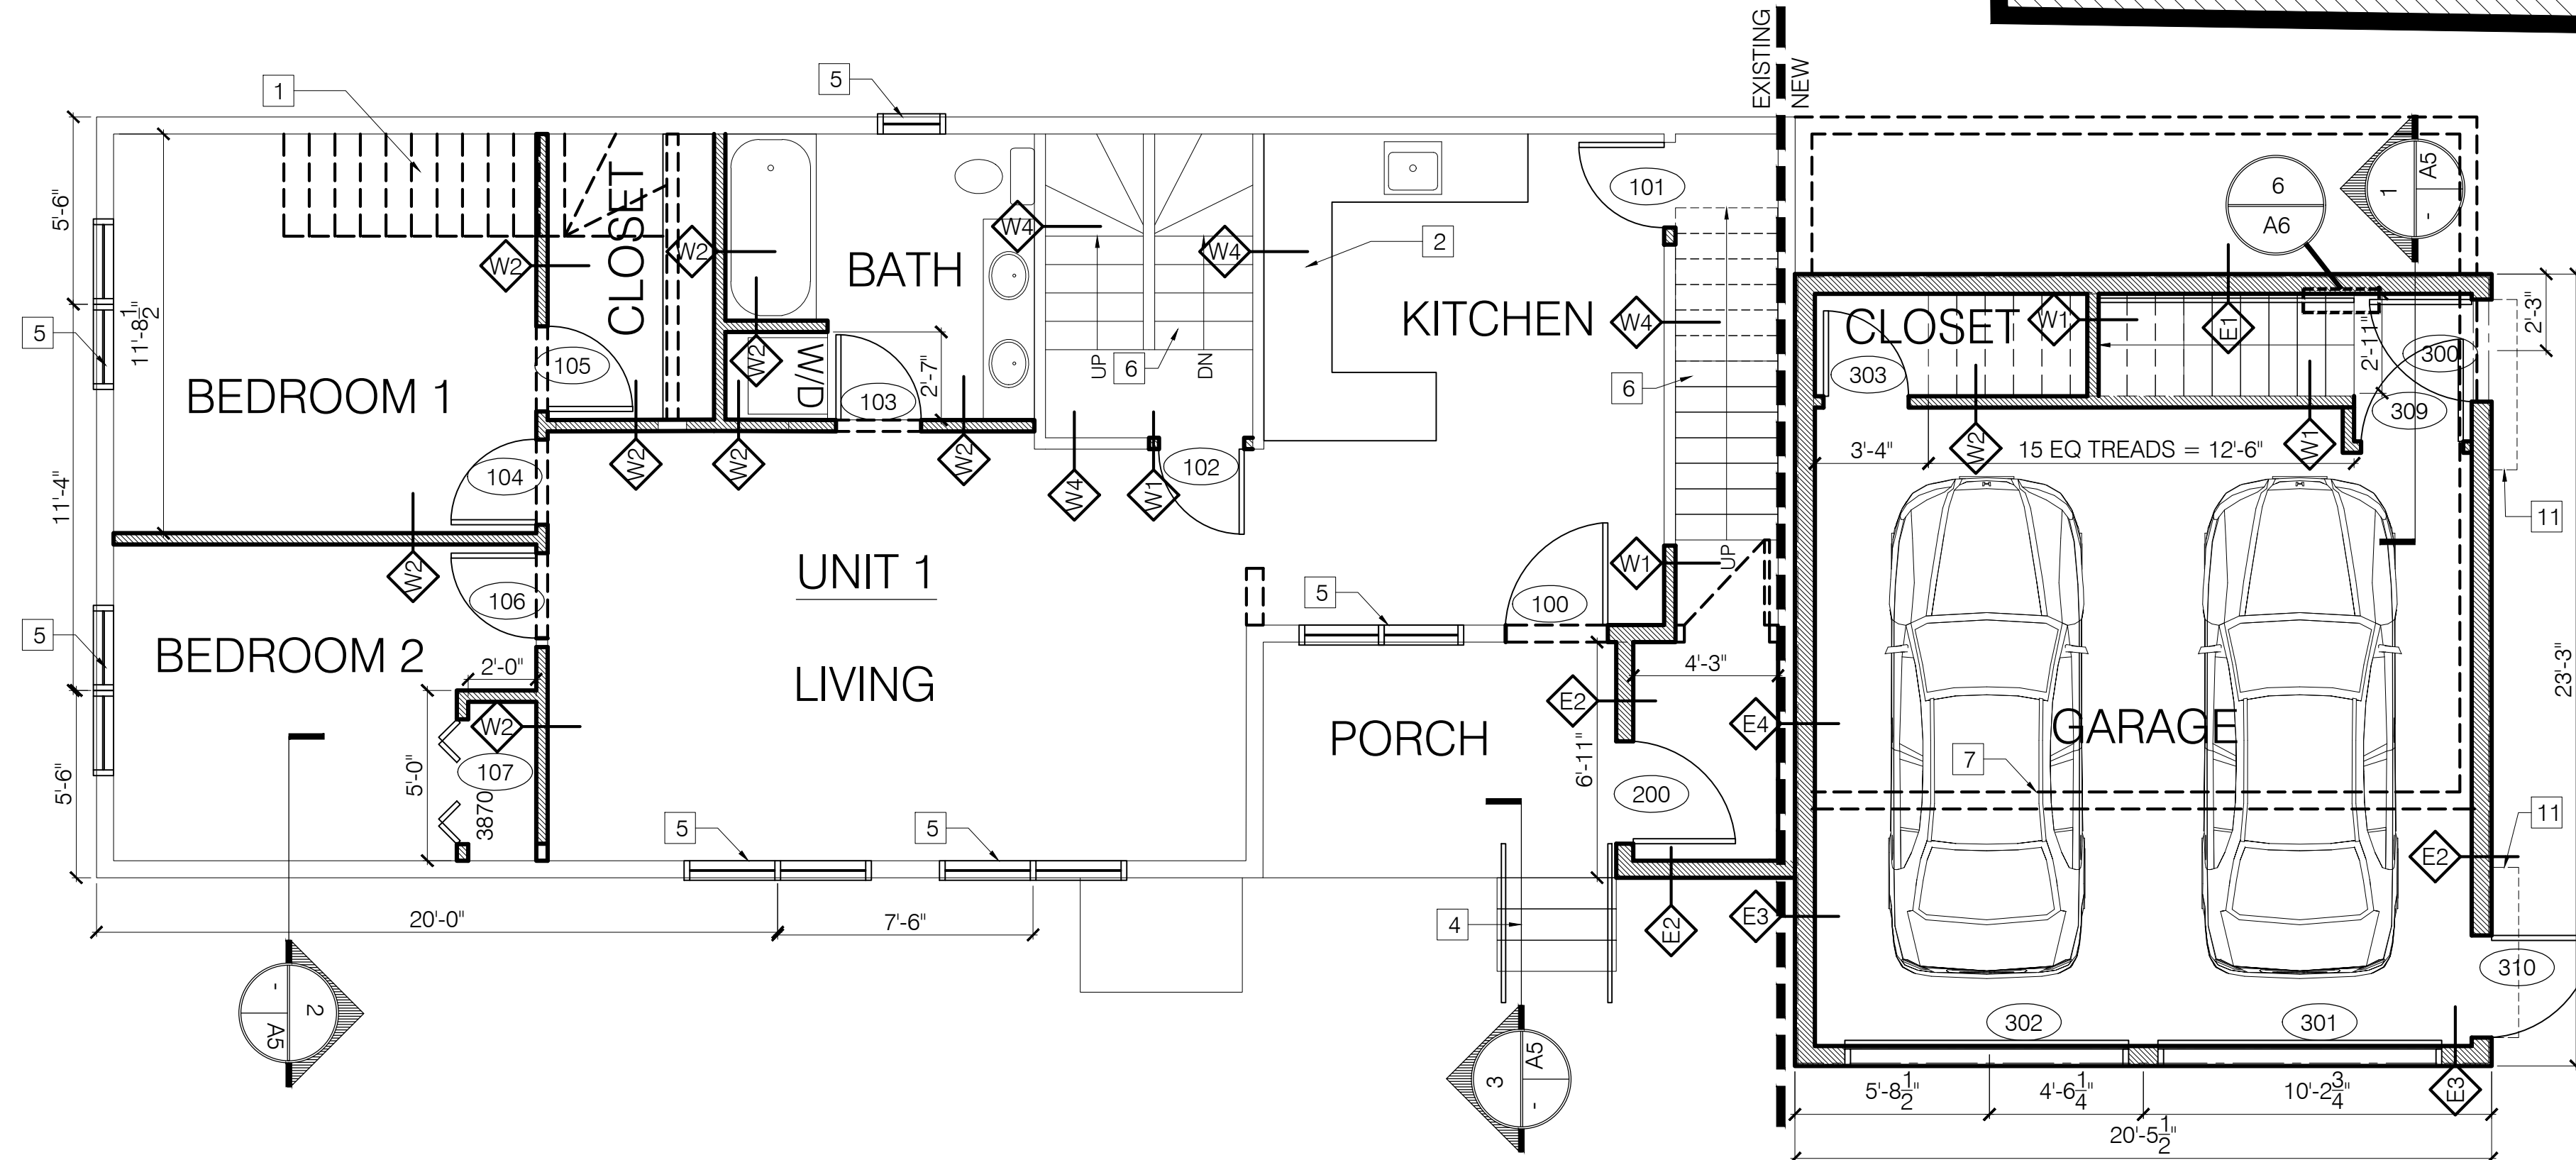 EXISTING
NEW
1
5
5'-6"
11'-8 1/2"
5
BEDROOM 1
W2
CLOSET
W2
BATH
W4
W4
2
KITCHEN
101
W4
6
105
W2
W/D
103
2'-7"
UP
6
DN
104
11'-4"
W2
W2
W2
W2
W4
W1
102
UNIT 1
W1
UP
5
100
106
BEDROOM 2
5
2'-0"
W2
107
5'-0"
3870
5'-6"
LIVING
PORCH
E2
4'-3"
6'-11"
200
E4
5
5
20'-0"
7'-6"
4
E2
E3
2
-
A5
3
A5
-
6
A6
1
A5
-
CLOSET
W1
E1
2'-11"
300
2'-3"
303
309
3'-4"
W2
15 EQ TREADS = 12'-6"
W1
11
23'-3"
GARAGE
7
11
E2
310
302
301
5'-8 1/2"
4'-6 1/4"
10'-2 3/4"
E3
20'-5 1/2"